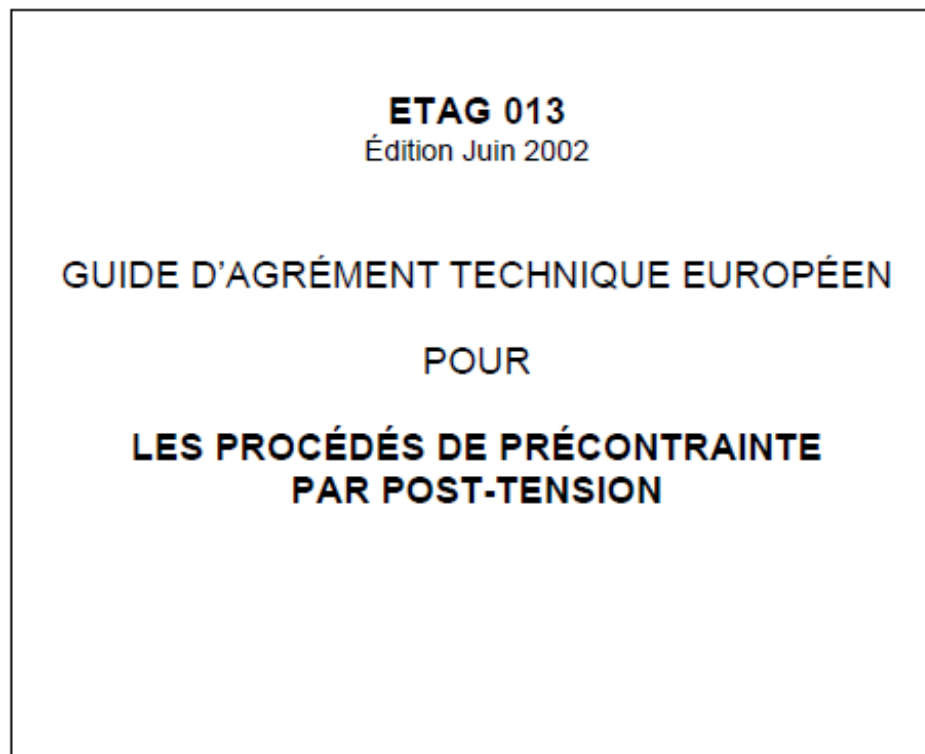 ETAG 013
Édition Juin 2002
GUIDE D'AGRÉMENT TECHNIQUE EUROPÉEN
POUR
LES PROCÉDÉS DE PRÉCONTRAINTE
PAR POST-TENSION